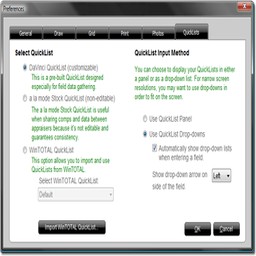 Preferences
General
Draw
Grid
Print
Photos
QuickLists
Select QuickList
DaVinci QuickList (customizable)
This is a pre-built QuickList designed
especially for field data gathering
a la mode Stock QuickList (non-editable)
The a la mode Stock QuickList is useful
when sharing comps and data between
appraisers because it's not editable and
guarantees consistency.
WinTOTAL QuickList
This option allows you to import and use
QuickLists from WinTOTAL.
Select WinTOTAL QuickList
Default
Import WinTOTAL QuickList...
QuickList Input Method
You can choose to display your QuickLists in either
a panel or as a drop-down list. For narrow screen
resolutions, you may want to use drop-downs in
order to fit on the screen.
Use QuickList Panel
Use QuickList Drop-downs
Automatically show drop-down lists
when entering a field.
Show drop-down arrow on
Left
side of the field.
OK
Cancel